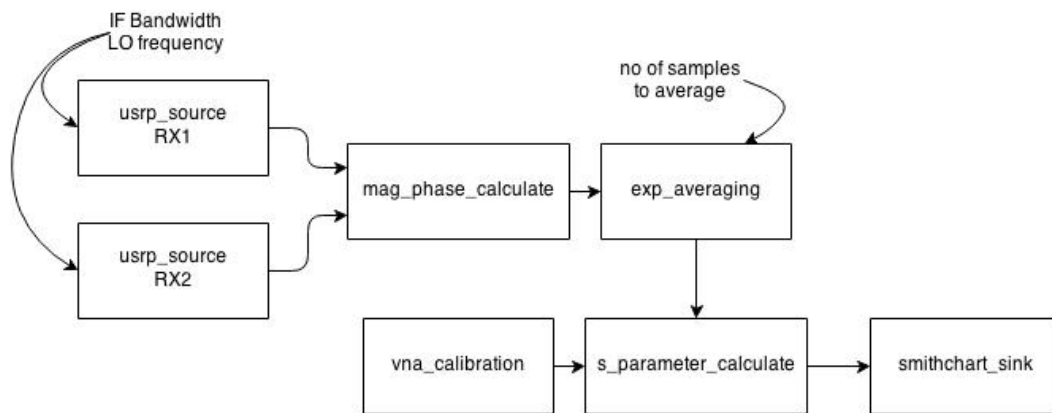 IF Bandwidth
LO frequency
usrp_source
RX1
no of samples
to average
mag_phase_calculate
exp_averaging
usrp_source
RX2
vna_calibration
s_parameter_calculate
smithchart_sink